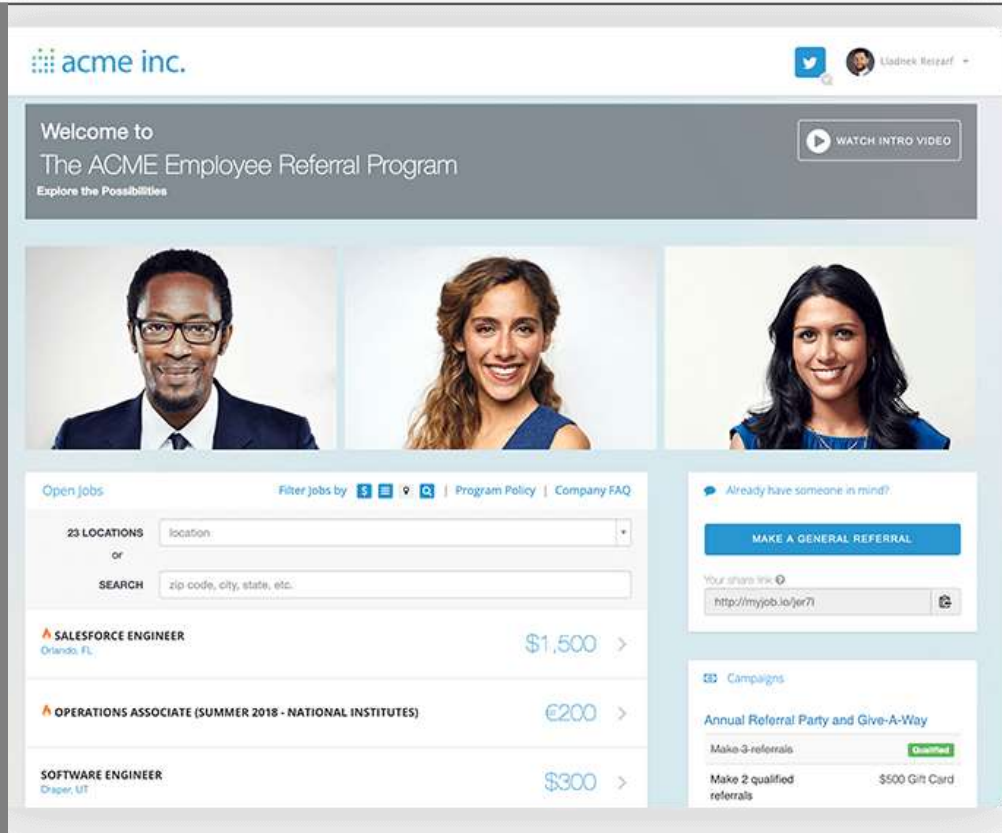 acme inc.
Lladnek Reizarf
Welcome to
The ACME Employee Referral Program
Explore the Possibilities
WATCH INTRO VIDEO
Open Jobs
Filter Jobs by $ | Program Policy | Company FAQ
23 LOCATIONS location
or
SEARCH zip code, city, state, etc.
SALESFORCE ENGINEER $1,500
Orlando, FL
OPERATIONS ASSOCIATE (SUMMER 2018 - NATIONAL INSTITUTES) €200
SOFTWARE ENGINEER $300
Draper, UT
Already have someone in mind?
MAKE A GENERAL REFERRAL
Your share link
http://myjob.io/jer7l
Campaigns
Annual Referral Party and Give-A-Way
Make 3 referrals Qualified
Make 2 qualified $500 Gift Card
referrals